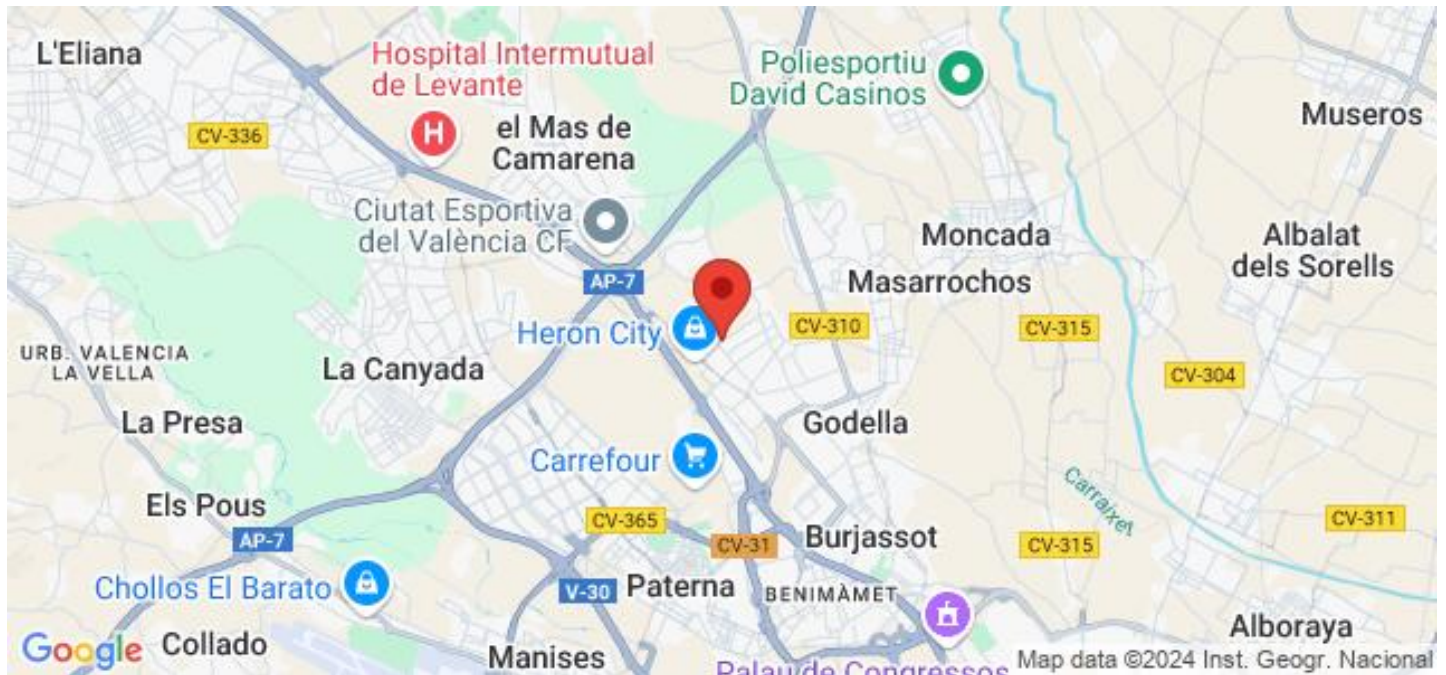 L'Eliana
Hospital Intermutual
de Levante
Poliesportiu
David Casinos
Museros
CV-336
el Mas de
Camarena
Ciutat Esportiva
del València CF
Moncada
Albalat
dels Sorells
AP-7
Masarrochos
Heron City
CV-310
CV-315
URB. VALENCIA
LA VELLA
La Canyada
CV-304
La Presa
Godella
Carrefour
Carraixet
Els Pous
CV-365
CV-311
AP-7
CV-31
Burjassot
CV-315
Chollos El Barato
V-30
Paterna
BENIMÀMET
Alboraya
Google
Collado
Manises
Palau de Congressos
Map data ©2024 Inst. Geogr. Nacional